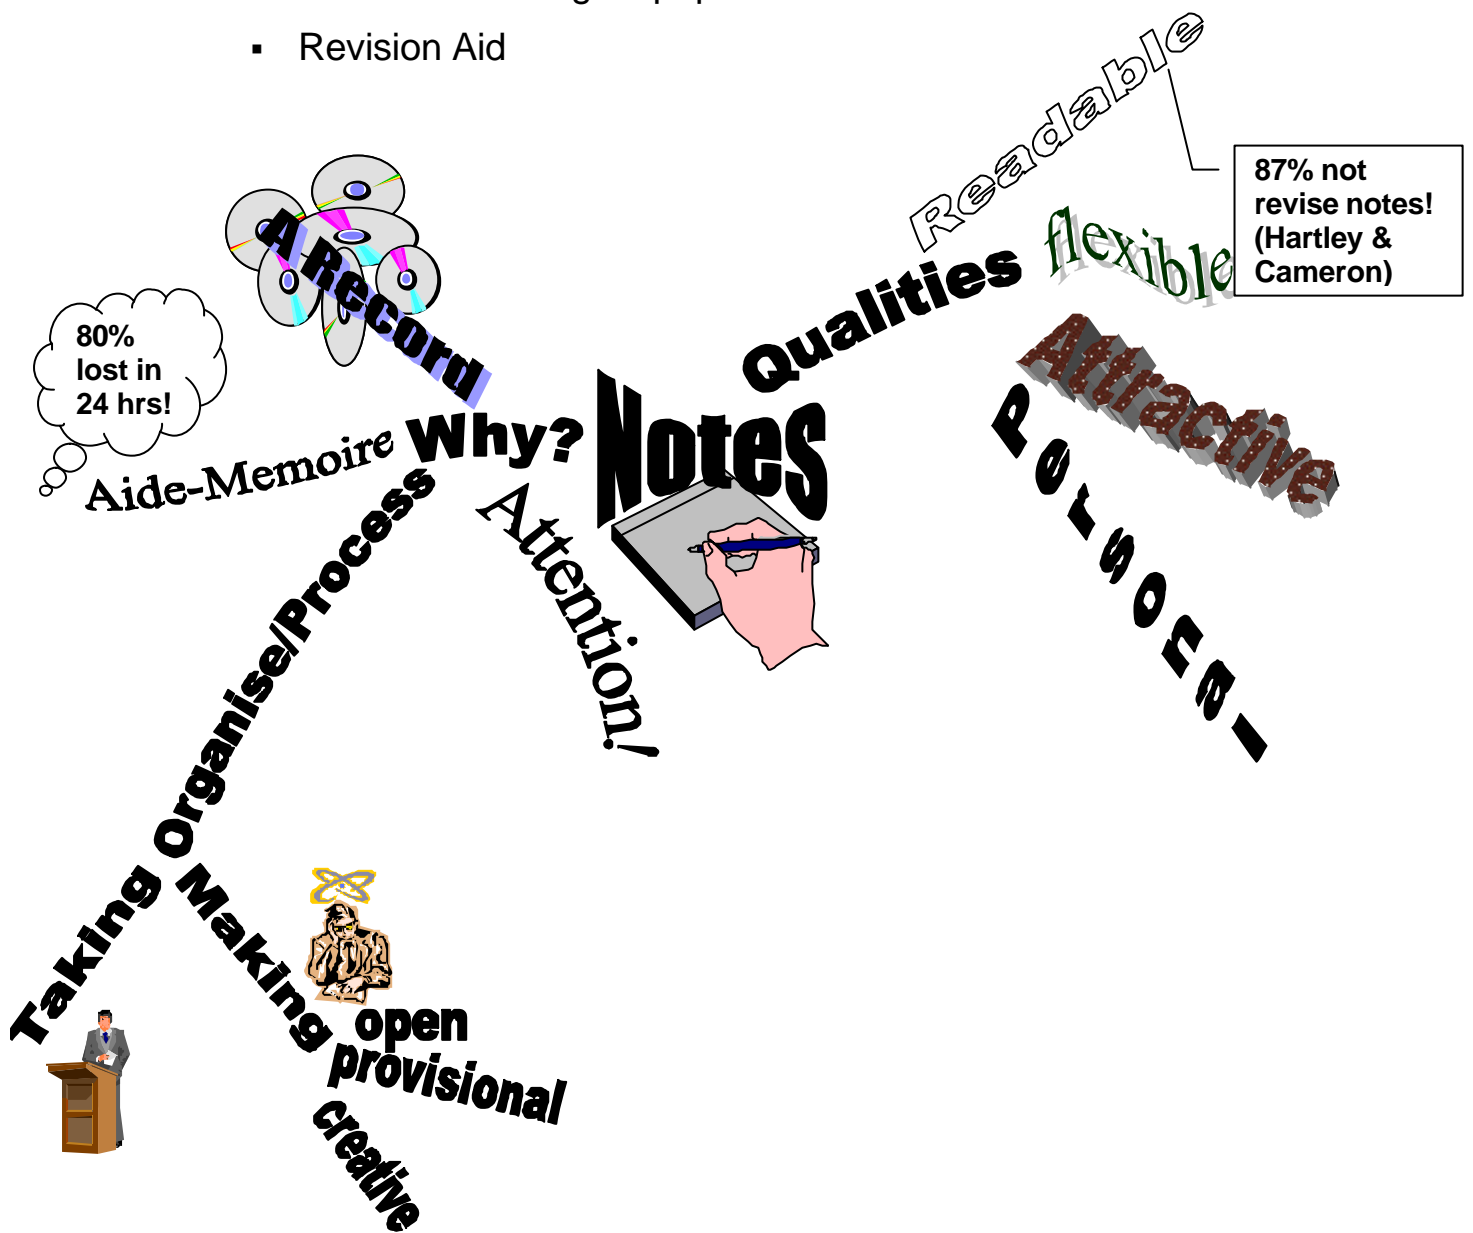 ▪ Revision Aid
Readable
87% not
revise notes!
(Hartley &
Cameron)
flexible
Qualities
Attractive
Personal
A Record
80%
lost in
24 hrs!
Aide-Memoire
Why?
Notes
Attention!
Organise/Process
Taking
Making
open
provisional
creative